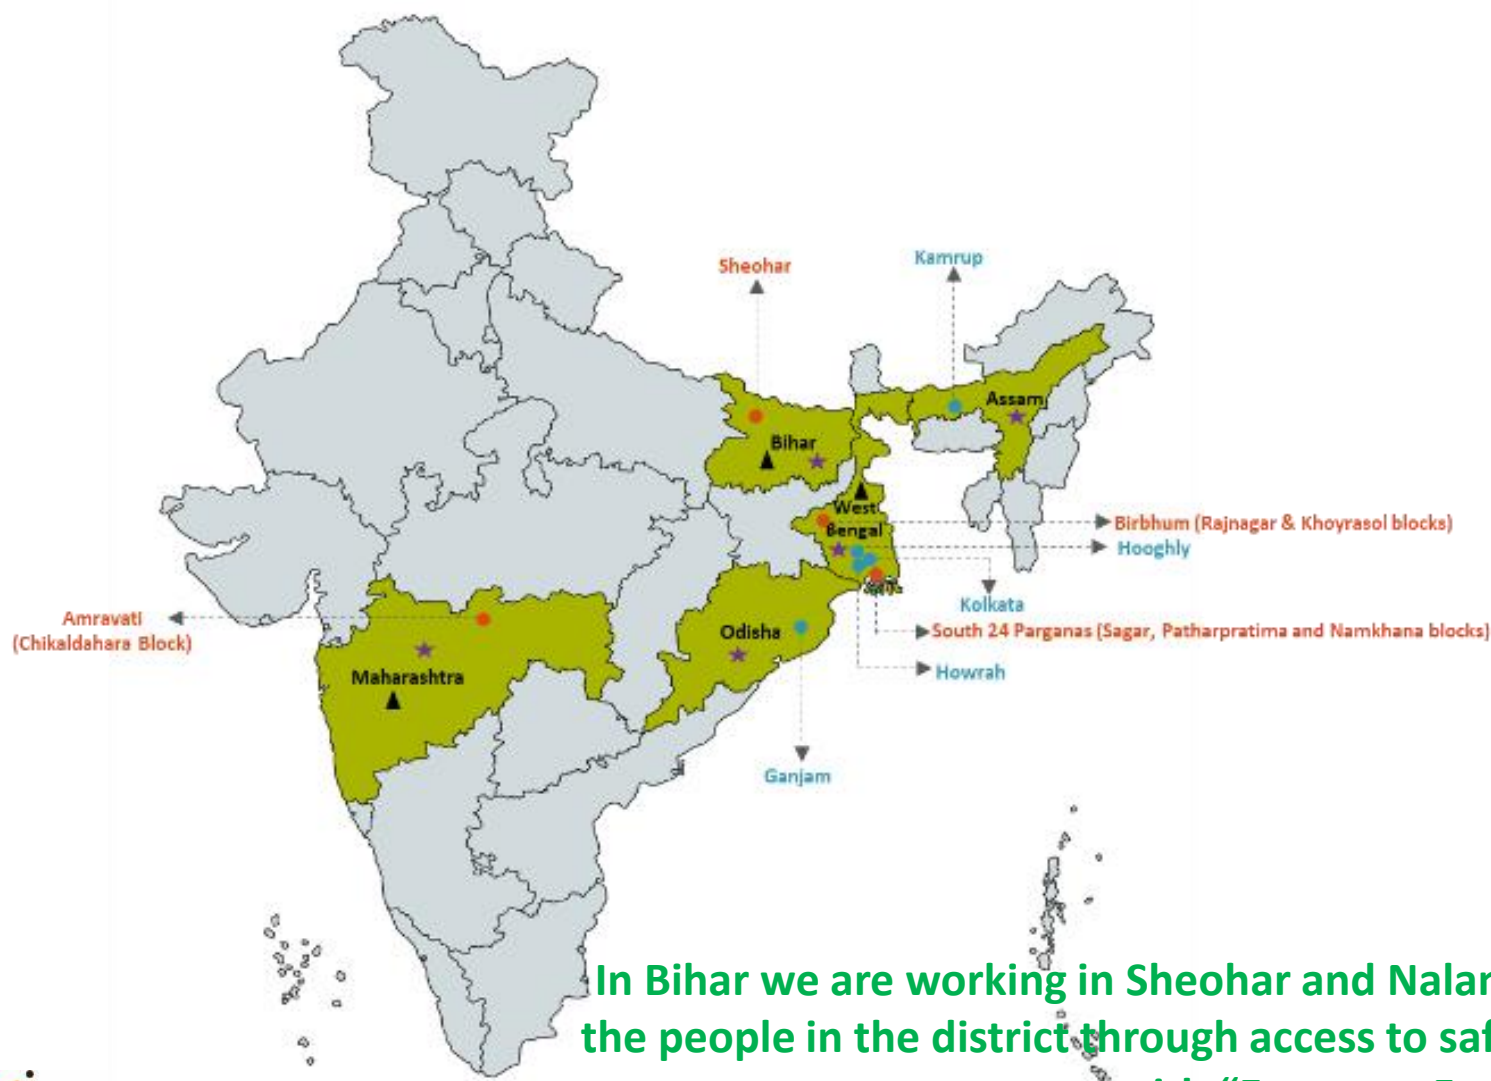 Sheohar
Kamrup
Assam
Bihar
West
Bengal
Birbhum (Rajnagar & Khoyrasol blocks)
Hooghly
Kolkata
Amravati
(Chikaldahara Block)
Odisha
South 24 Parganas (Sagar, Patharpratima and Namkhana blocks)
Howrah
Maharashtra
Ganjam
In Bihar we are working in Sheohar and
the people in the district through access to